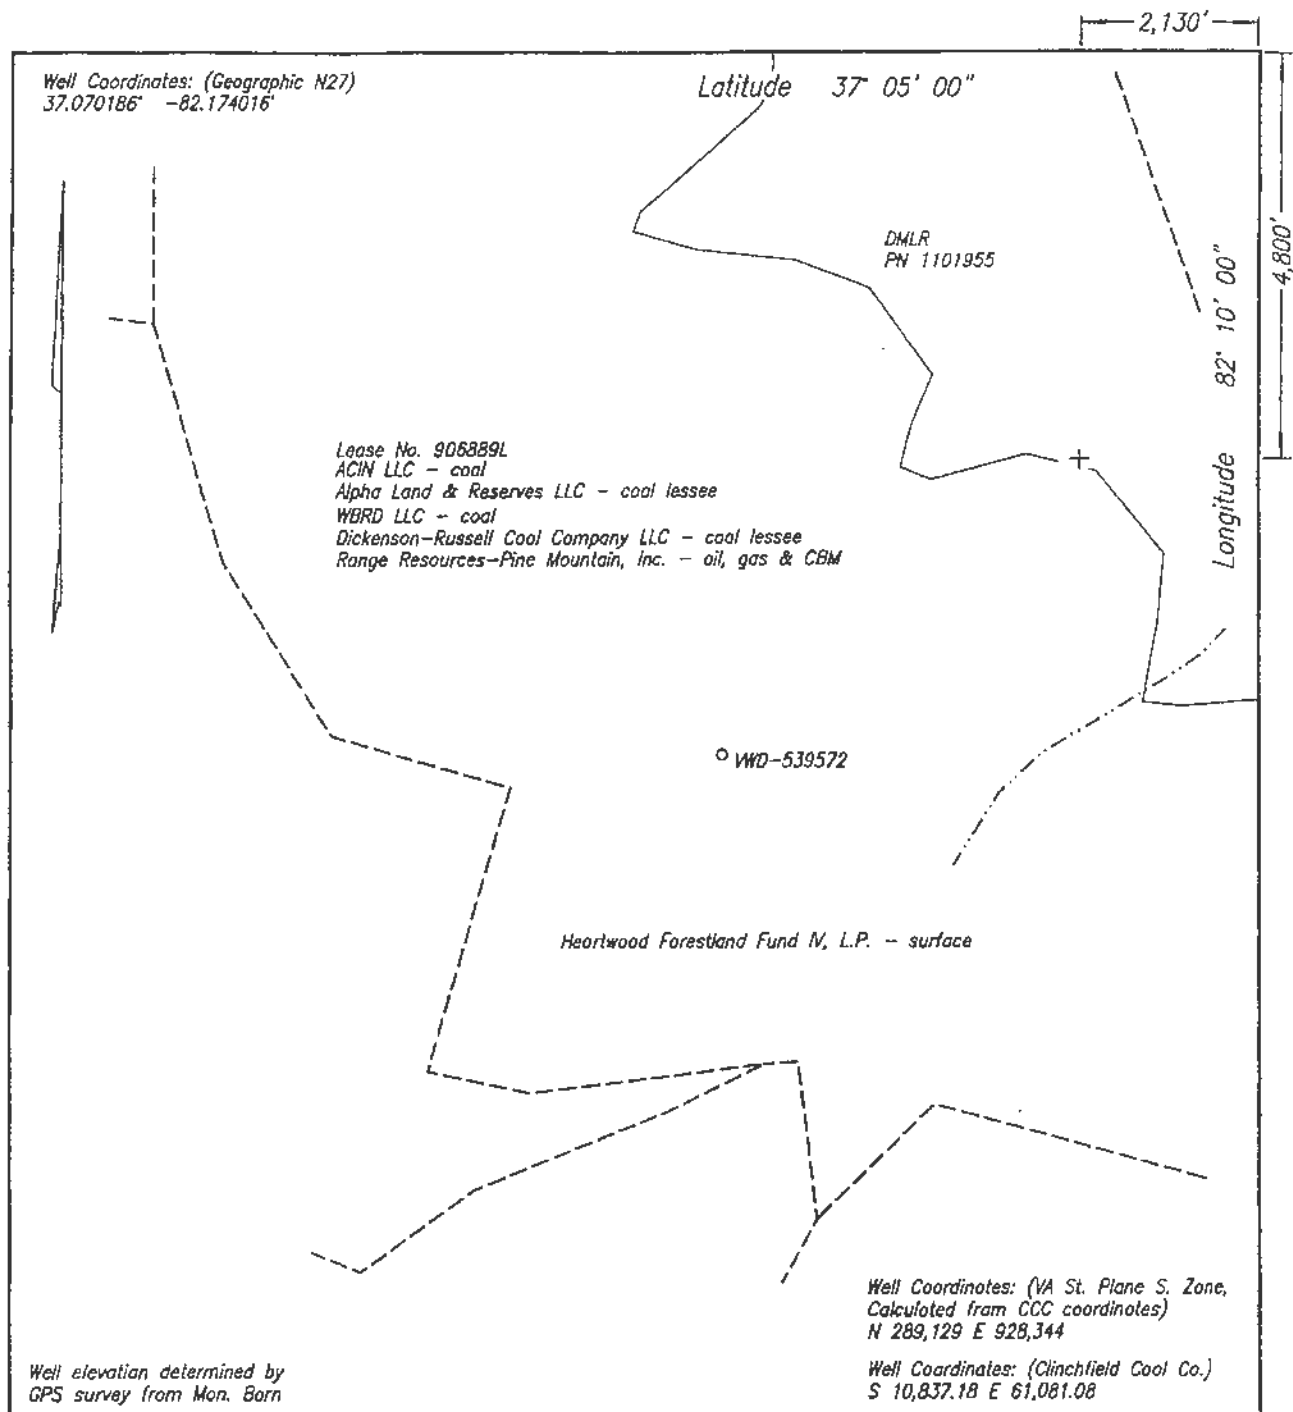 2,130'
Well Coordinates: (Geographic N27)
37.070186° -82.174016°
Latitude 37° 05' 00"
4,800'
DMLR
PN 1101955
Longitude 82° 10' 00"
Lease No. 906889L
ACIN LLC - coal
Alpha Land & Reserves LLC - coal lessee
WBRD LLC - coal
Dickenson-Russell Coal Company LLC - coal lessee
Range Resources-Pine Mountain, Inc. - oil, gas & CBM
VWD-539572
Heartwood Forestland Fund IV, L.P. - surface
Well Coordinates: (VA St. Plane S. Zone,
Calculated from CCC coordinates)
N 289,129 E 928,344
Well Coordinates: (Clinchfield Coal Co.)
S 10,837.18 E 61,081.08
Well elevation determined by
GPS survey from Mon. Barn